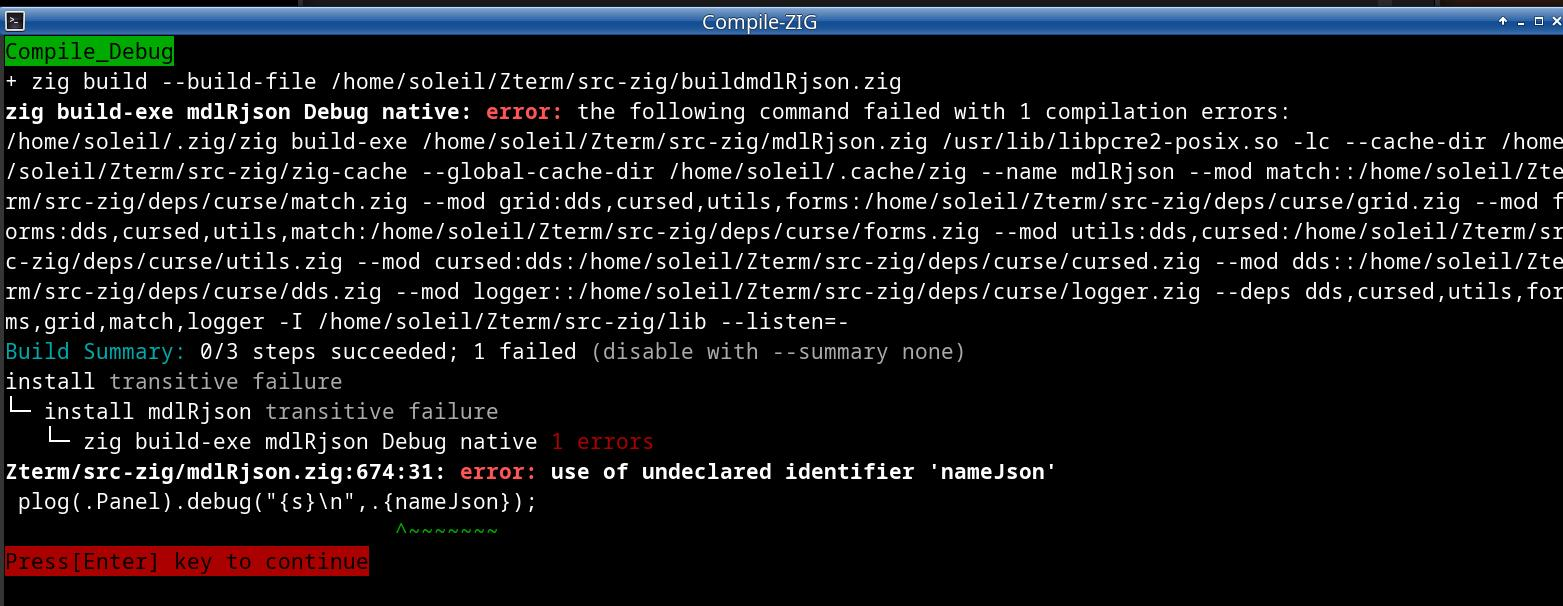 Compile-ZIG
Compile_Debug
+ zig build --build-file /home/soleil/Zterm/src-zig/buildmdlRjson.zig
zig build-exe mdlRjson Debug native: error: the following command failed with 1 compilation errors:
/home/soleil/.zig/zig build-exe /home/soleil/Zterm/src-zig/mdlRjson.zig /usr/lib/libpcre2-posix.so -lc --cache-dir /home
/soleil/Zterm/src-zig/zig-cache --global-cache-dir /home/soleil/.cache/zig --name mdlRjson --mod match::/home/soleil/Zte
rm/src-zig/deps/curse/match.zig --mod grid:dds,cursed,utils,forms:/home/soleil/Zterm/src-zig/deps/curse/grid.zig --mod f
orms:dds,cursed,utils,match:/home/soleil/Zterm/src-zig/deps/curse/forms.zig --mod utils:dds,cursed:/home/soleil/Zterm/sr
c-zig/deps/curse/utils.zig --mod cursed:dds:/home/soleil/Zterm/src-zig/deps/curse/cursed.zig --mod dds::/home/soleil/Zte
rm/src-zig/deps/curse/dds.zig --mod logger::/home/soleil/Zterm/src-zig/deps/curse/logger.zig --deps dds,cursed,utils,for
ms,grid,match,logger -I /home/soleil/Zterm/src-zig/lib --listen=-
Build Summary: 0/3 steps succeeded; 1 failed (disable with --summary none)
install transitive failure
└─ install mdlRjson transitive failure
   └─ zig build-exe mdlRjson Debug native 1 errors
Zterm/src-zig/mdlRjson.zig:674:31: error: use of undeclared identifier 'nameJson'
 plog(.Panel).debug("{s}\n",.{nameJson});
                              ^~~~~~~~
Press[Enter] key to continue